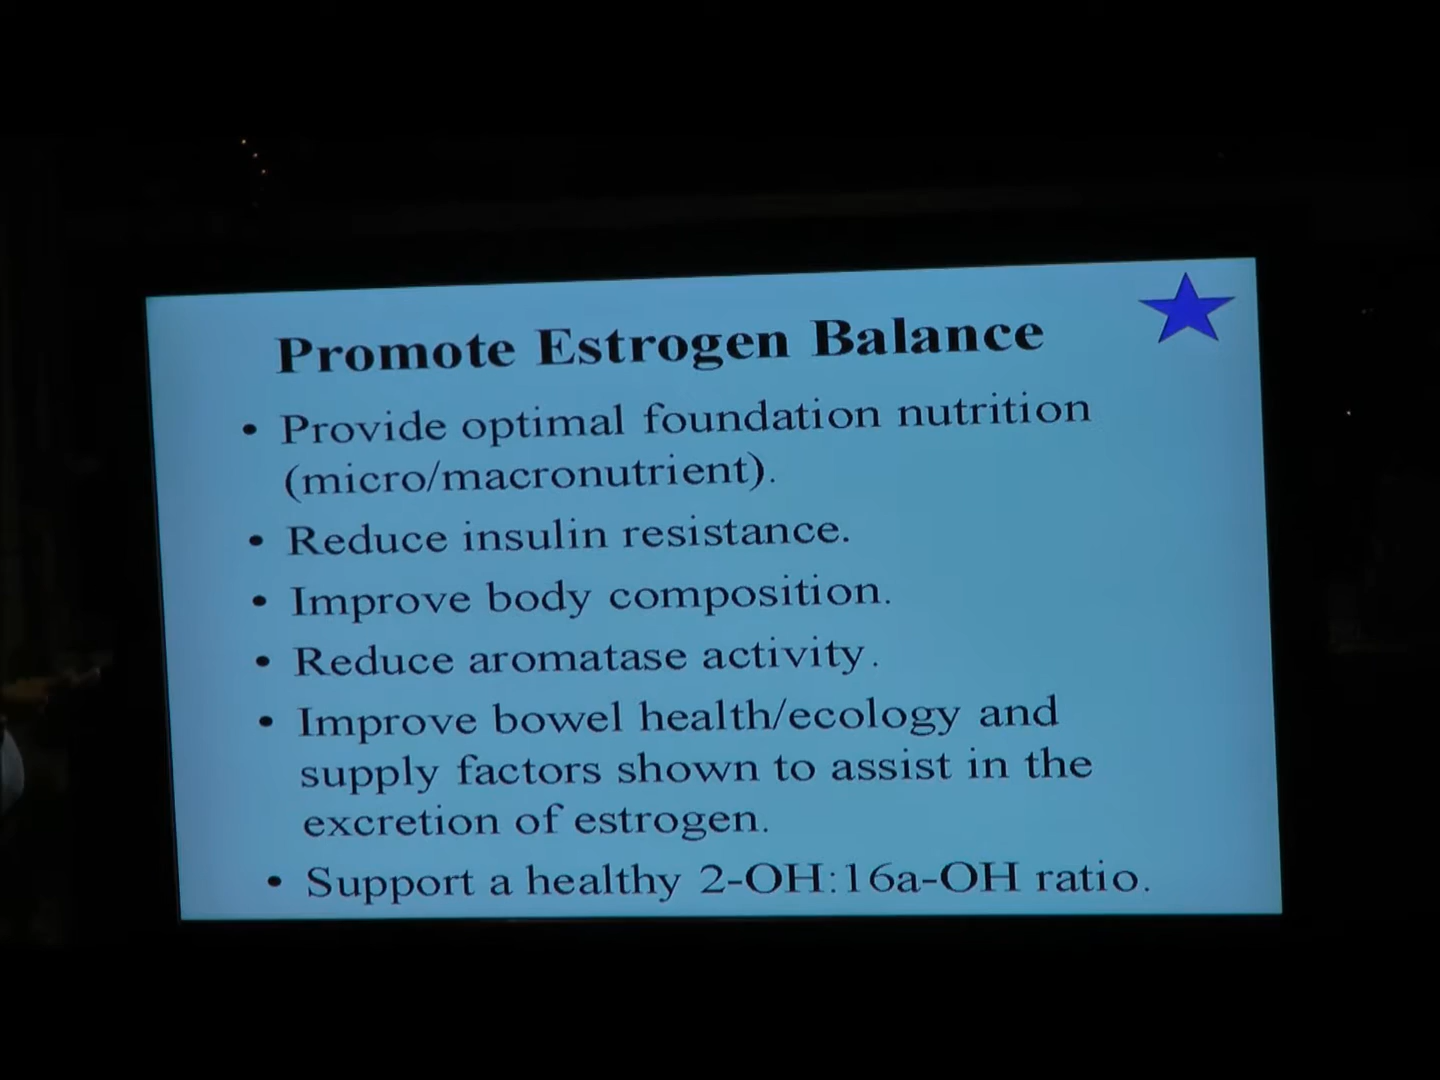 Promote Estrogen Balance
• Provide optimal foundation nutrition
(micro/macronutrient).
• Reduce insulin resistance.
• Improve body composition.
• Reduce aromatase activity.
• Improve bowel health/ecology and
supply factors shown to assist in the
excretion of estrogen.
• Support a healthy 2-OH:16a-OH ratio.